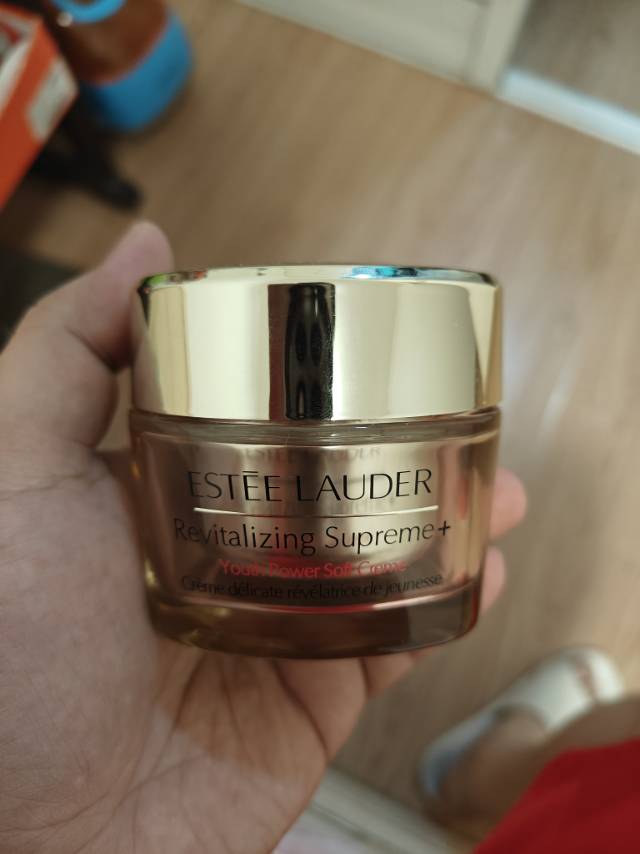 ESTĒE LAUDER
Revitalizing Supreme+
Youth Power Soft Creme
Crème délicate révélatrice de jeunesse